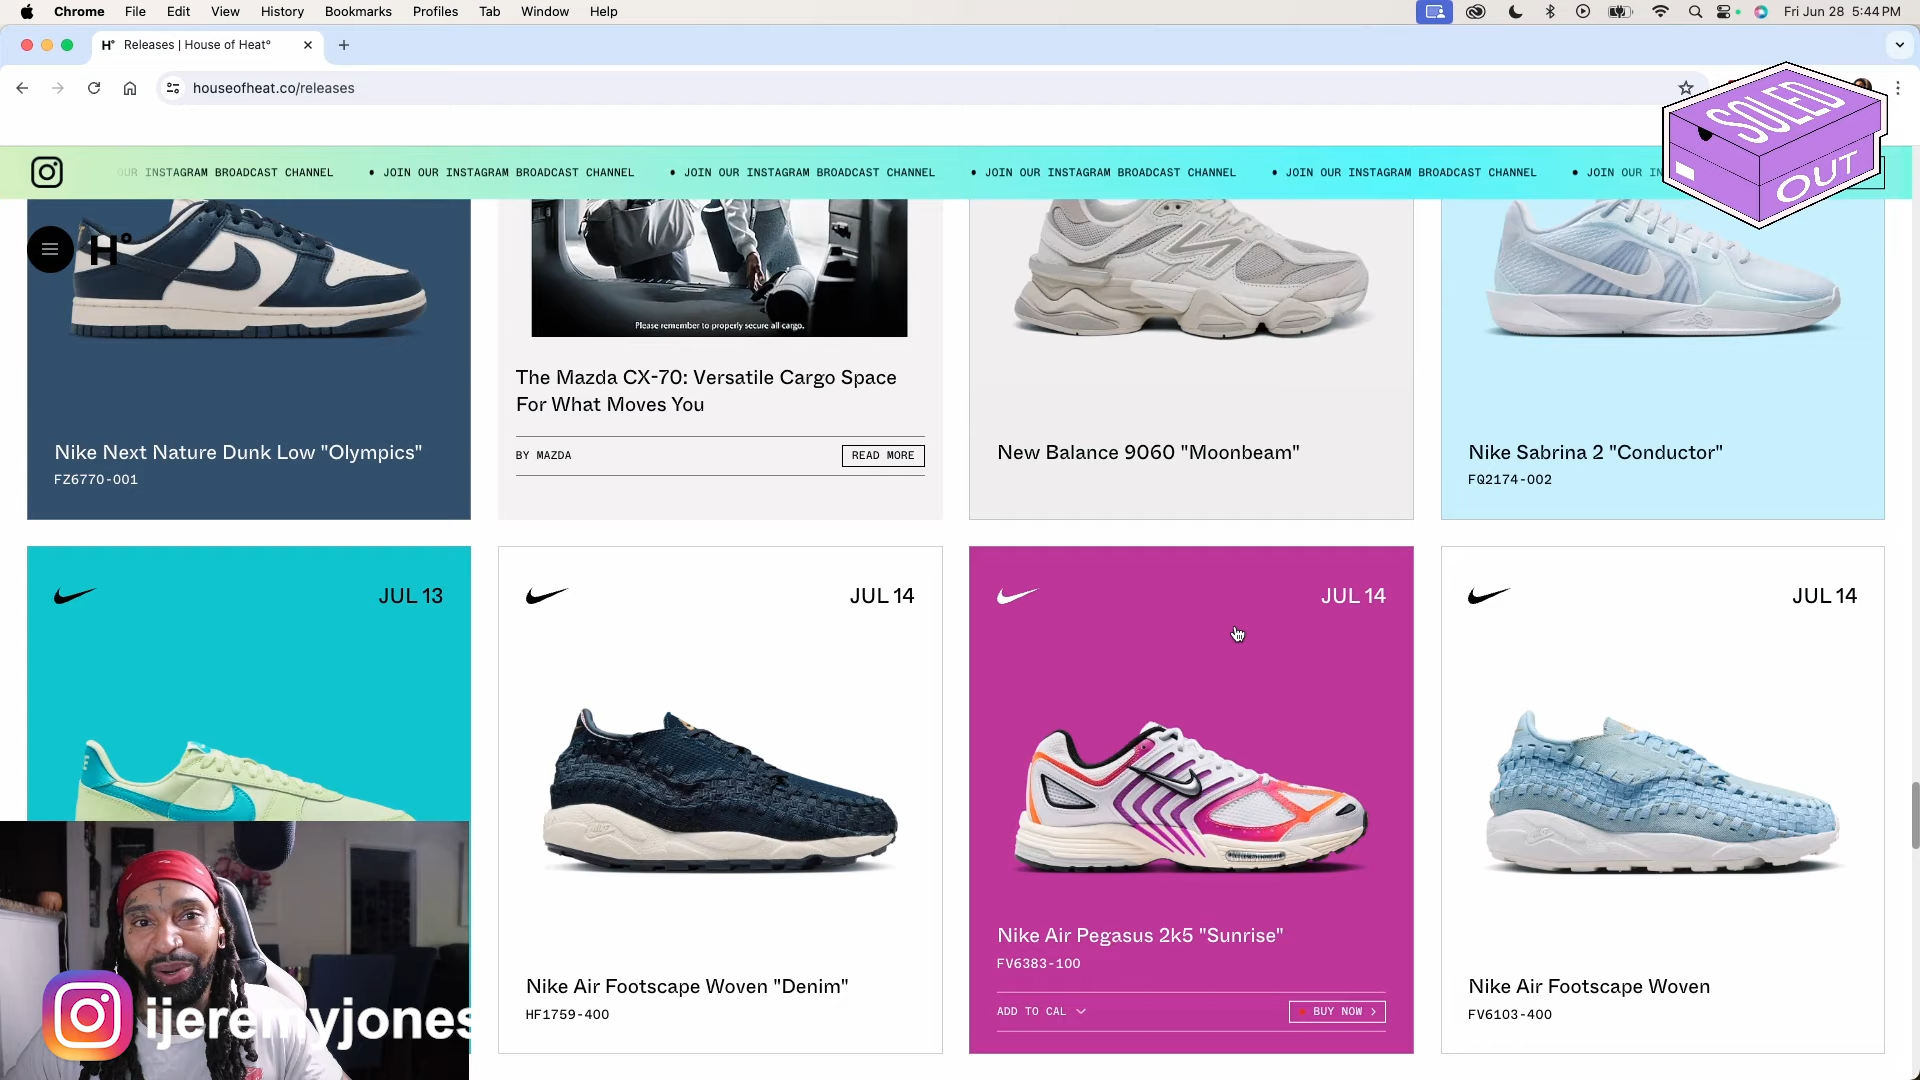 Chrome File Edit View History Bookmarks Profiles Tab Window Help Fri Jun 28 5:44 PM
H° Releases | House of Heat°
houseofheat.co/releases
SOLED
OUT
OUR INSTAGRAM BROADCAST CHANNEL • JOIN OUR INSTAGRAM BROADCAST CHANNEL • JOIN OUR INSTAGRAM BROADCAST CHANNEL • JOIN OUR INSTAGRAM BROADCAST CHANNEL • JOIN OUR INSTAGRAM BROADCAST CHANNEL • JOIN OUR IN
H°
Please remember to properly secure all cargo.
The Mazda CX-70: Versatile Cargo Space
For What Moves You
BY MAZDA READ MORE
Nike Next Nature Dunk Low "Olympics"
FZ6770-001
New Balance 9060 "Moonbeam"
Nike Sabrina 2 "Conductor"
FQ2174-002
JUL 13
JUL 14
JUL 14
JUL 14
Nike Air Footscape Woven "Denim"
HF1759-400
Nike Air Pegasus 2k5 "Sunrise"
FV6383-100
ADD TO CAL BUY NOW
Nike Air Footscape Woven
FV6103-400
ijeremyjones